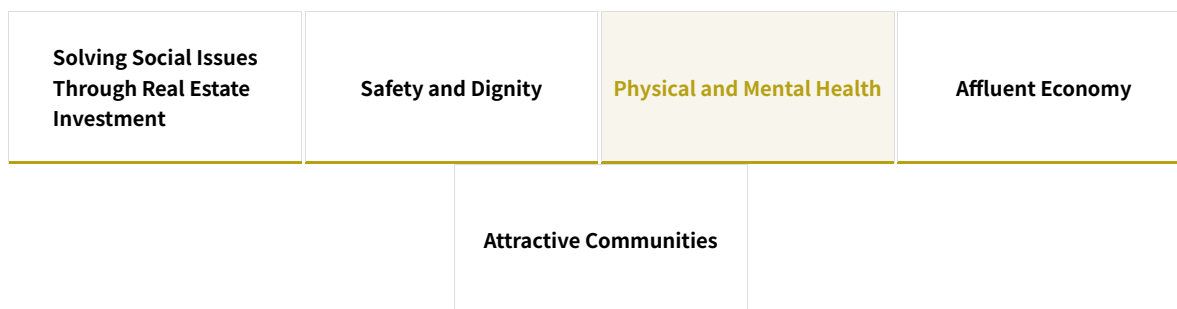 Solving Social Issues
Through Real Estate
Investment
Safety and Dignity
Physical and Mental Health
Affluent Economy
Attractive Communities